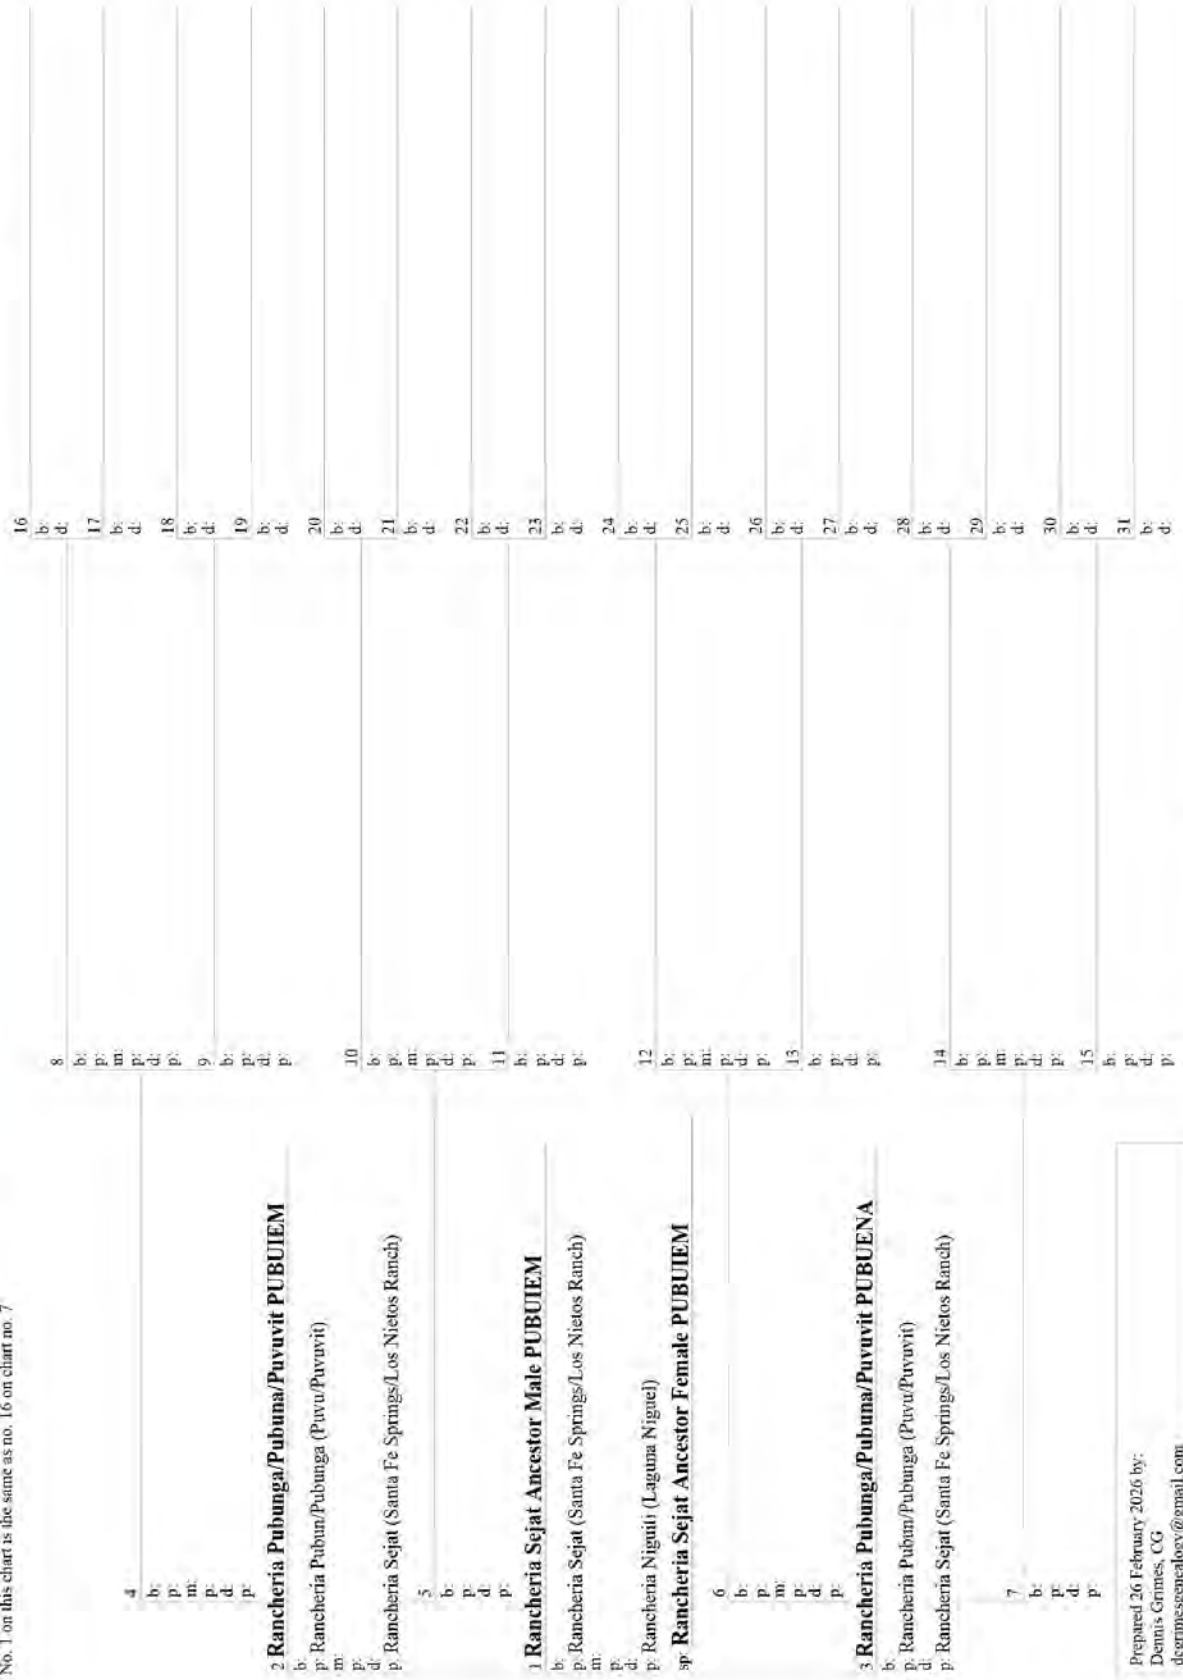 No. 1 on this chart is the same as no. 16 on chart no. 7
4
b:
p:
m:
p:
d:
p:
2 Rancheria Pubunga/Pubuna/Puvuvit PUBUIEM
b:
p: Rancheria Pubun/Pubunga (Puvu/Puvuvit)
m:
p:
d:
p: Rancheria Sejat (Santa Fe Springs/Los Nietos Ranch)
5
b:
p:
d:
p:
1 Rancheria Sejat Ancestor Male PUBUIEM
b:
p: Rancheria Sejat (Santa Fe Springs/Los Nietos Ranch)
m:
p:
d:
p: Rancheria Niguiti (Laguna Niguel)
sp: Rancheria Sejat Ancestor Female PUBUIEM
6
b:
p:
m:
p:
d:
p:
3 Rancheria Pubunga/Pubuna/Puvuvit PUBUENA
b:
p: Rancheria Pubun/Pubunga (Puvu/Puvuvit)
d:
p: Rancheria Sejat (Santa Fe Springs/Los Nietos Ranch)
7
b:
p:
d:
p:
Prepared 26 February 2026 by:
Dennis Grimes, CG
degrimesgenealogy@gmail.com
8
b:
p:
m:
p:
d:
p:
9
b:
p:
d:
p:
10
b:
p:
m:
p:
d:
p:
11
b:
p:
d:
p:
12
b:
p:
m:
p:
d:
p:
13
b:
p:
d:
p:
14
b:
p:
m:
p:
d:
p:
15
b:
p:
d:
p:
16
b:
d:
17
b:
d:
18
b:
d:
19
b:
d:
20
b:
d:
21
b:
d:
22
b:
d:
23
b:
d:
24
b:
d:
25
b:
d:
26
b:
d:
27
b:
d:
28
b:
d:
29
b:
d:
30
b:
d:
31
b:
d: